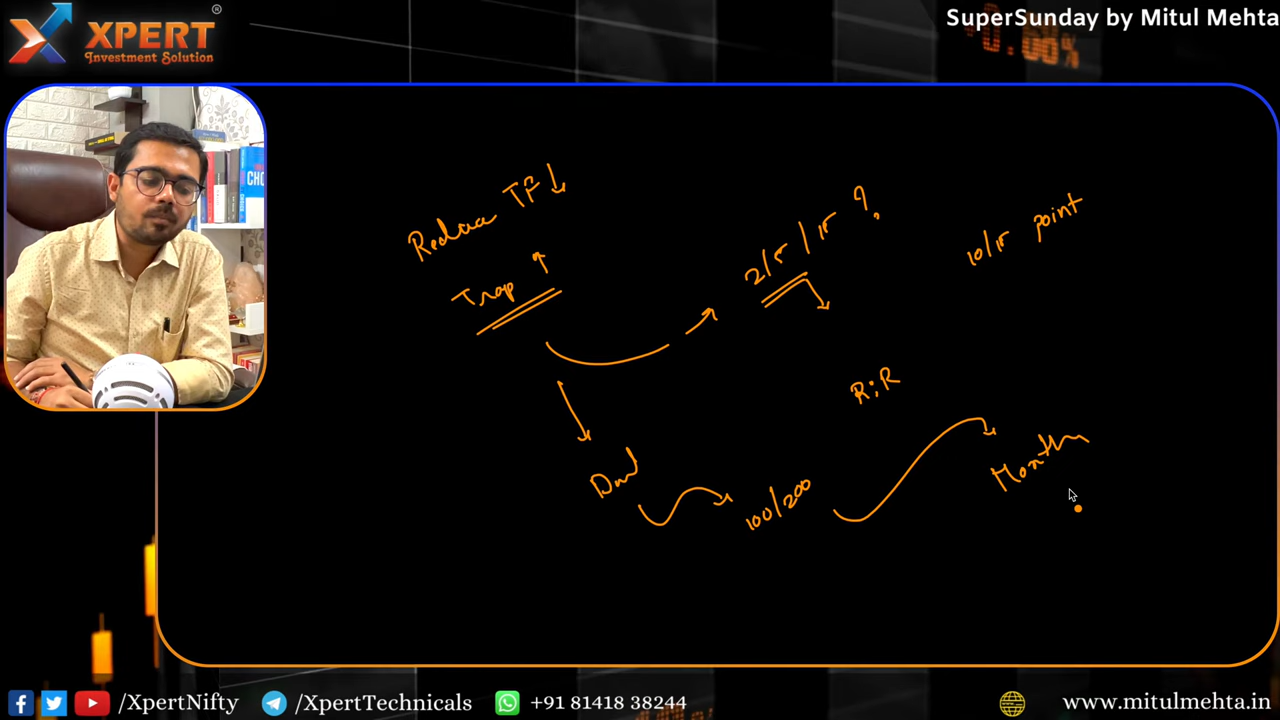 SuperSunday by Mitul Mehta
XPERT
Investment Solution
Reduce TF ↓
Trap ↑
2/5/15 ?
10/15 point
R:R
100/200
Month
/XpertNifty
/XpertTechnicals
+91 81418 38244
www.mitulmehta.in